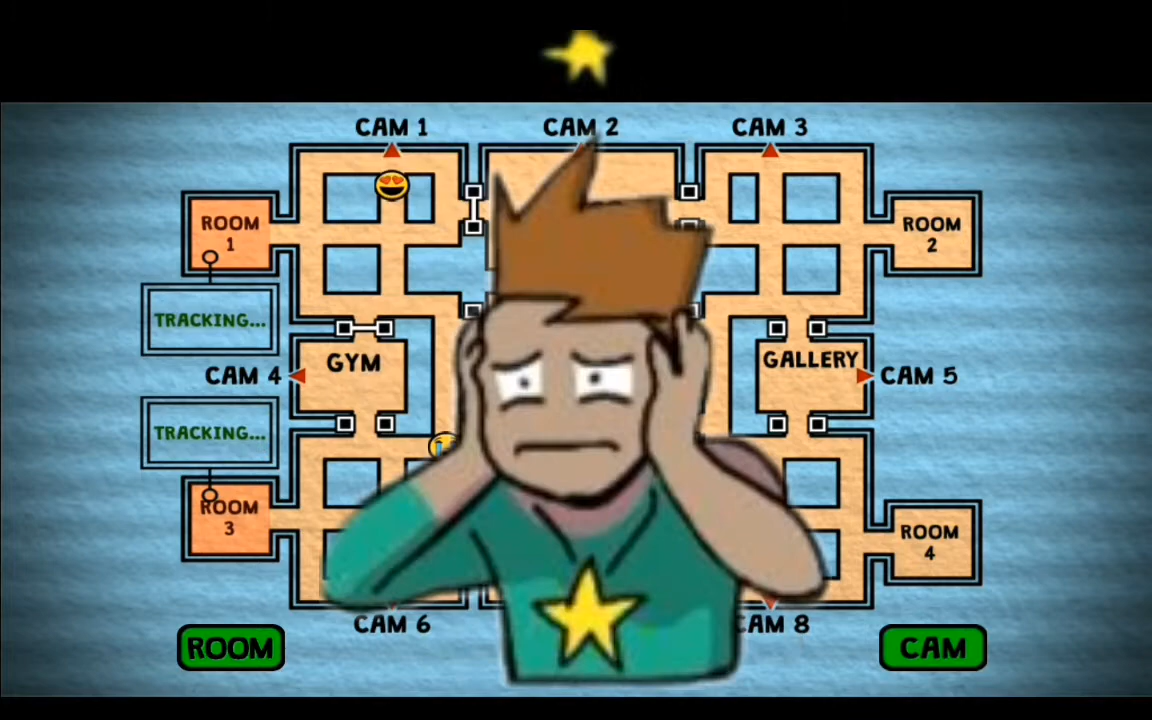 CAM 1
CAM 2
CAM 3
ROOM
1
ROOM
2
TRACKING...
GYM
GALLERY
CAM 4
CAM 5
TRACKING...
ROOM
3
ROOM
4
CAM 6
CAM 8
ROOM
CAM